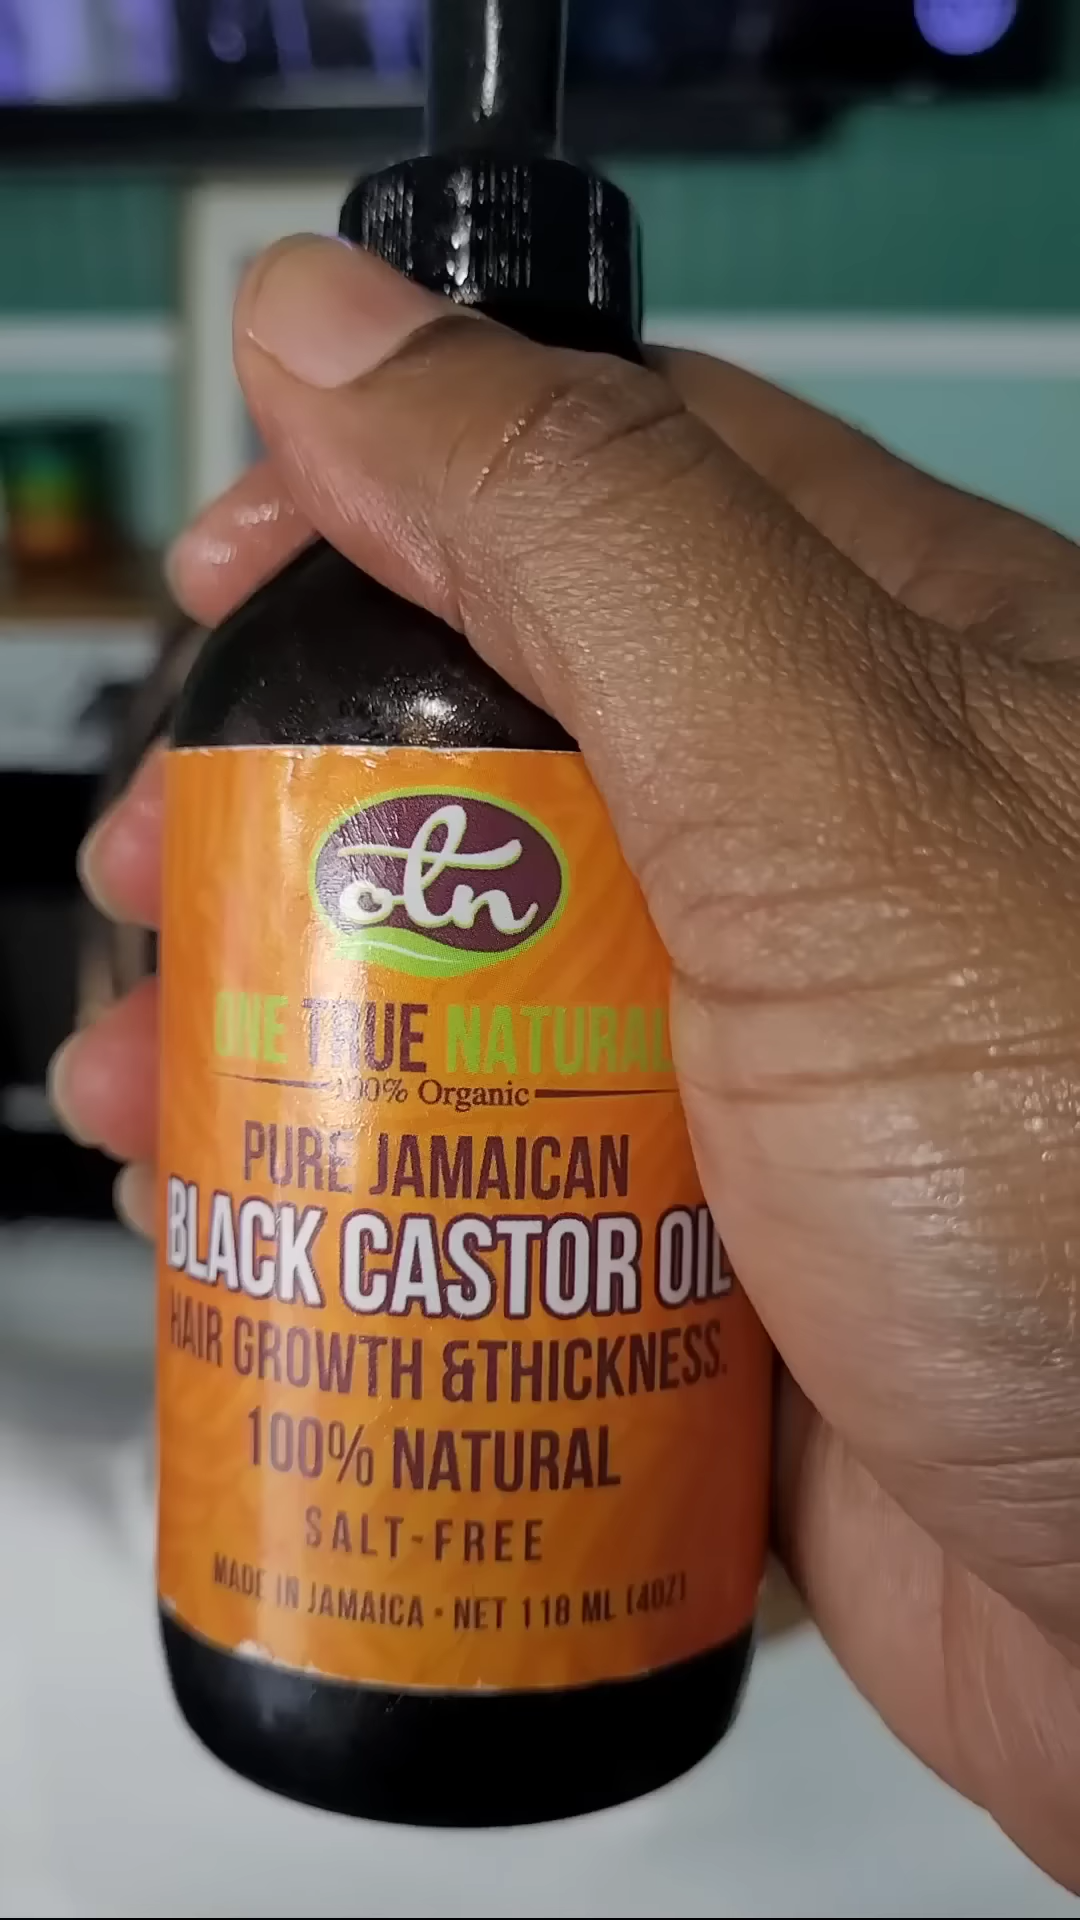 otn
ONE TRUE NATURAL
100% Organic
PURE JAMAICAN
BLACK CASTOR OIL
HAIR GROWTH &THICKNESS.
100% NATURAL
SALT-FREE
MADE IN JAMAICA • NET 118 ML (4OZ)